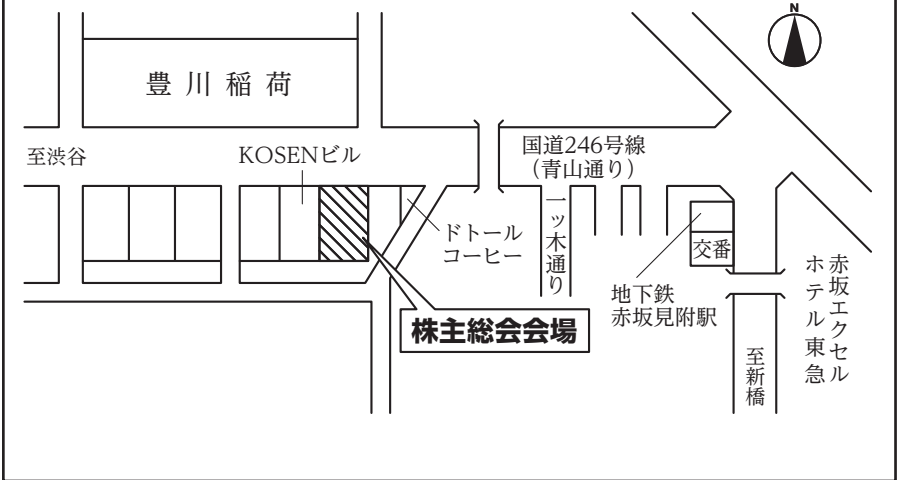 N
豊川稲荷
至渋谷
KOSENビル
国道246号線
（青山通り）
ドトール
コーヒー
一ッ木通り
交番
地下鉄
赤坂見附駅
赤坂エクセル
ホテル東急
株主総会会場
至新橋